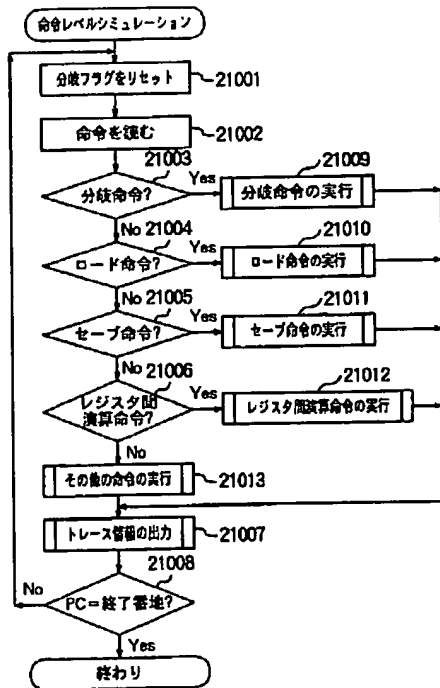 命令レベルシミュレーション
分岐フラグをリセット
21001
命令を読む
21002
21003
分岐命令?
Yes
21009
分岐命令の実行
No
21004
ロード命令?
Yes
21010
ロード命令の実行
No
21005
セーブ命令?
Yes
21011
セーブ命令の実行
No
21006
レジスタ間
演算命令?
Yes
21012
レジスタ間演算命令の実行
No
その他の命令の実行
21013
トレース情報の出力
21007
21008
No
PC=終了番地?
Yes
終わり